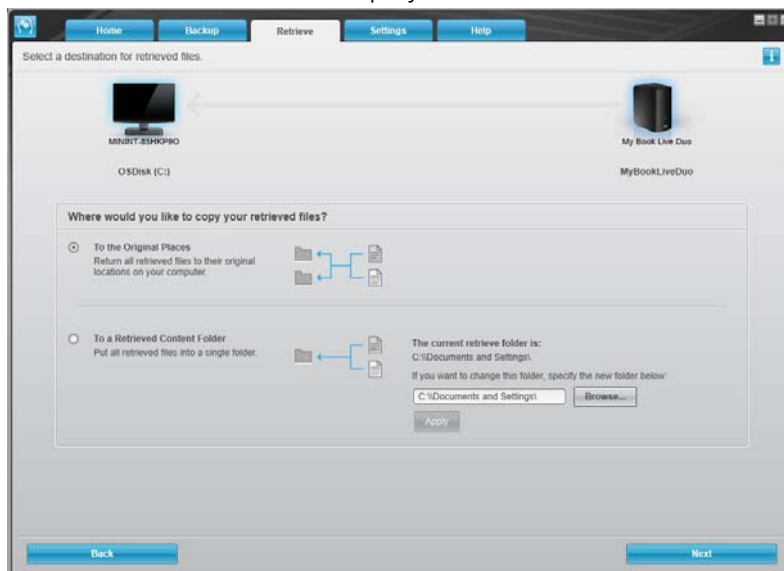 Home Backup Retrieve Settings Help
Select a destination for retrieved files.
i
MININT-85HKP9O
My Book Live Duo
OSDisk (C:)
MyBookLiveDuo
Where would you like to copy your retrieved files?
To the Original Places
Return all retrieved files to their original
locations on your computer.
To a Retrieved Content Folder
Put all retrieved files into a single folder.
The current retrieve folder is:
C:\\Documents and Settings\
If you want to change this folder, specify the new folder below:
C:\\Documents and Settings\ Browse...
Apply
Back
Next